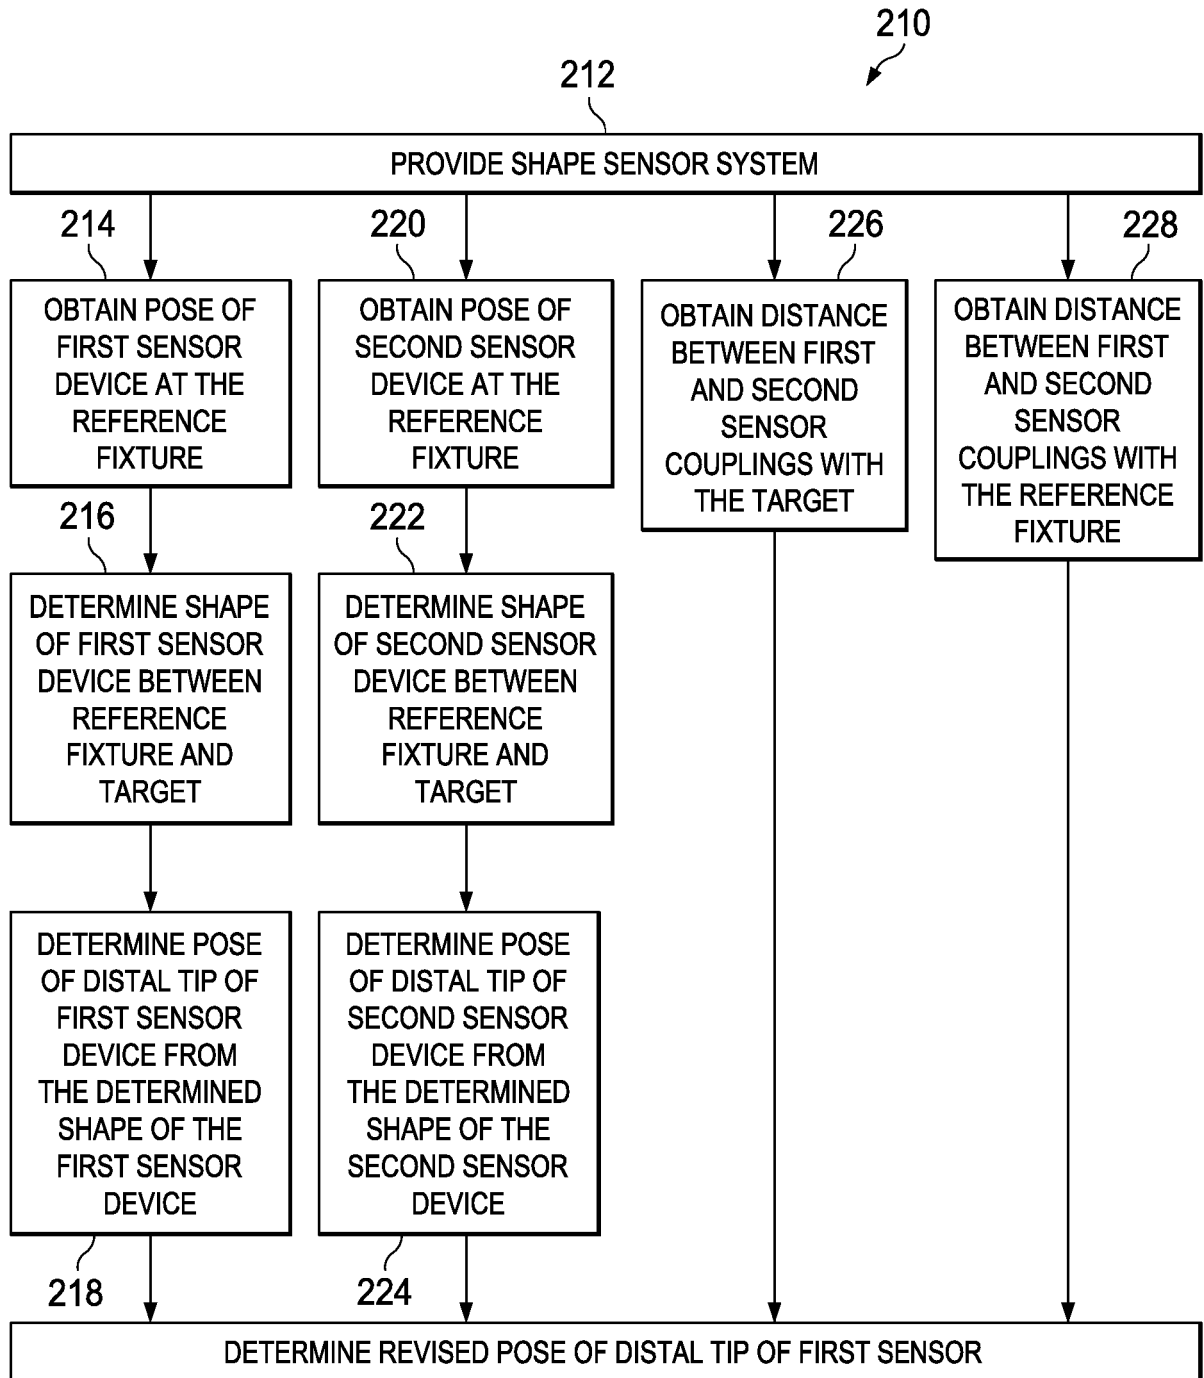 210
212
PROVIDE SHAPE SENSOR SYSTEM
214
OBTAIN POSE OF
FIRST SENSOR
DEVICE AT THE
REFERENCE
FIXTURE
216
DETERMINE SHAPE
OF FIRST SENSOR
DEVICE BETWEEN
REFERENCE
FIXTURE AND
TARGET
DETERMINE POSE
OF DISTAL TIP OF
FIRST SENSOR
DEVICE FROM
THE DETERMINED
SHAPE OF THE
FIRST SENSOR
DEVICE
218
220
OBTAIN POSE OF
SECOND SENSOR
DEVICE AT THE
REFERENCE
FIXTURE
222
DETERMINE SHAPE
OF SECOND SENSOR
DEVICE BETWEEN
REFERENCE
FIXTURE AND
TARGET
DETERMINE POSE
OF DISTAL TIP OF
SECOND SENSOR
DEVICE FROM
THE DETERMINED
SHAPE OF THE
SECOND SENSOR
DEVICE
224
226
OBTAIN DISTANCE
BETWEEN FIRST
AND SECOND
SENSOR
COUPLINGS WITH
THE TARGET
228
OBTAIN DISTANCE
BETWEEN FIRST
AND SECOND
SENSOR
COUPLINGS WITH
THE REFERENCE
FIXTURE
DETERMINE REVISED POSE OF DISTAL TIP OF FIRST SENSOR